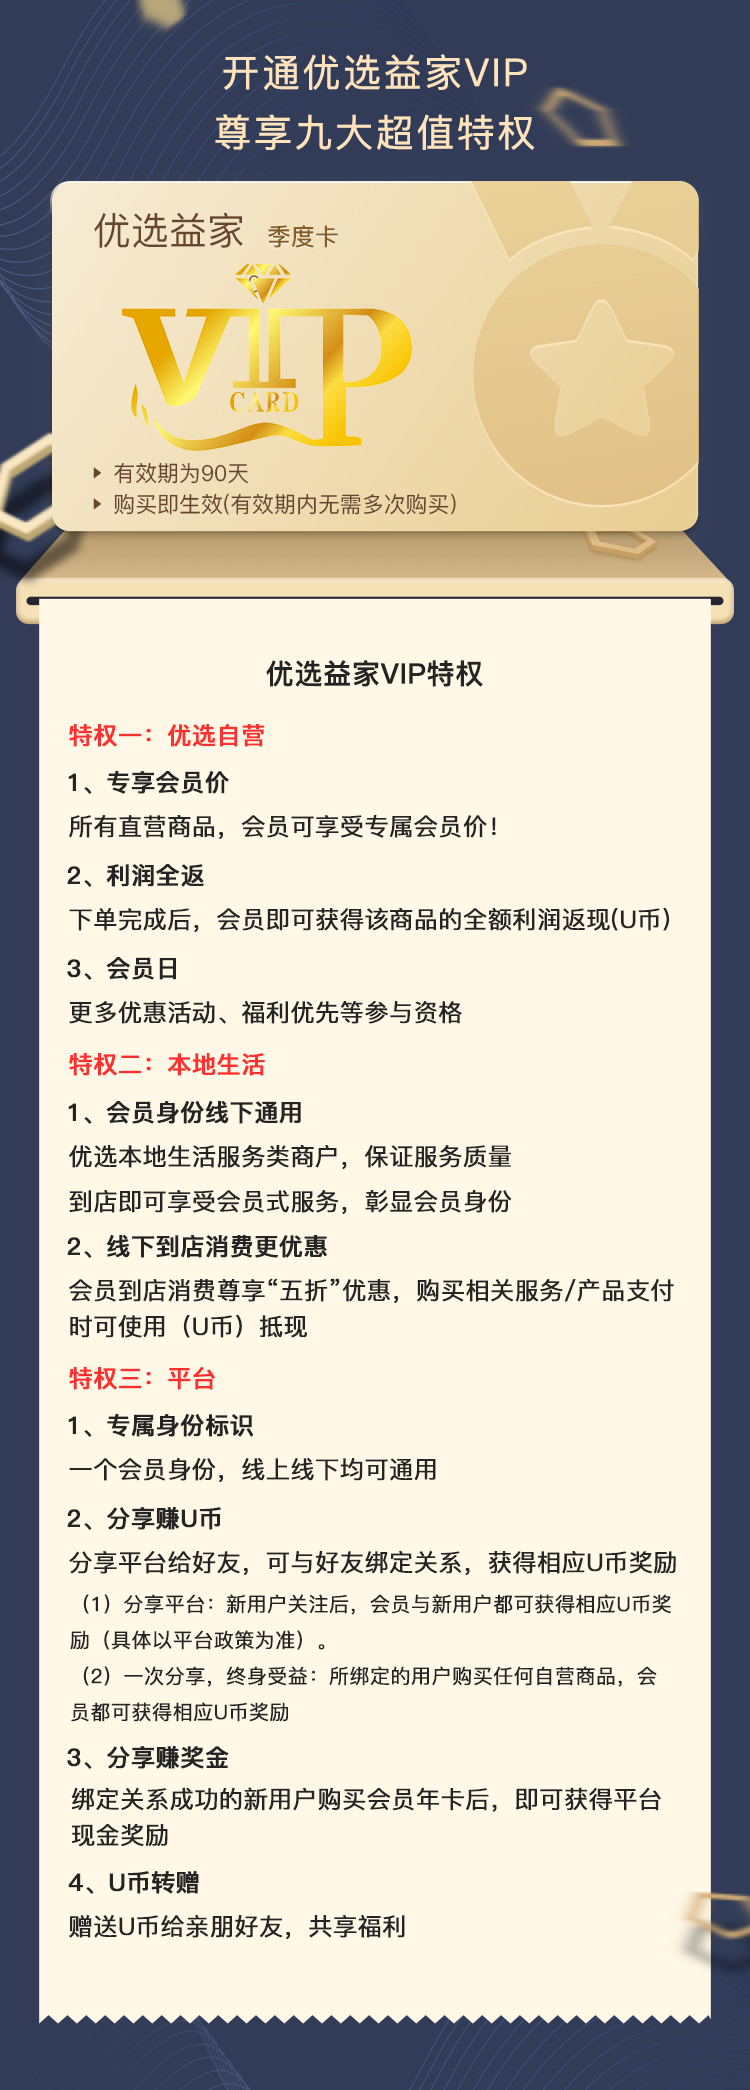 开通优选益家VIP
尊享九大超值特权
优选益家 季度卡
VIP
CARD
有效期为90天
购买即生效(有效期内无需多次购买)
优选益家VIP特权
特权一：优选自营
1、专享会员价
所有直营商品，会员可享受专属会员价！
2、利润全返
下单完成后，会员即可获得该商品的全额利润返现(U币)
3、会员日
更多优惠活动、福利优先等参与资格
特权二：本地生活
1、会员身份线下通用
优选本地生活服务类商户，保证服务质量
到店即可享受会员式服务，彰显会员身份
2、线下到店消费更优惠
会员到店消费尊享“五折”优惠，购买相关服务/产品支付
时可使用（U币）抵现
特权三：平台
1、专属身份标识
一个会员身份，线上线下均可通用
2、分享赚U币
分享平台给好友，可与好友绑定关系，获得相应U币奖励
（1）分享平台：新用户关注后，会员与新用户都可获得相应U币奖
励（具体以平台政策为准）。
（2）一次分享，终身受益：所绑定的用户购买任何自营商品，会
员都可获得相应U币奖励
3、分享赚奖金
绑定关系成功的新用户购买会员年卡后，即可获得平台
现金奖励
4、U币转赠
赠送U币给亲朋好友，共享福利